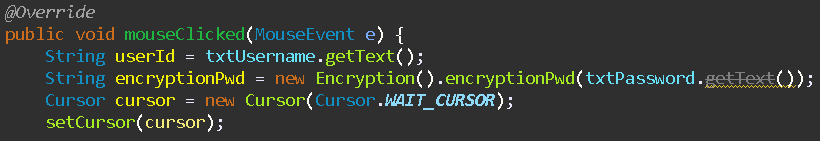 @Override
public void mouseClicked(MouseEvent e) {
    String userId = txtUsername.getText();
    String encryptionPwd = new Encryption().encryptionPwd(txtPassword.getText());
    Cursor cursor = new Cursor(Cursor.WAIT_CURSOR);
    setCursor(cursor);